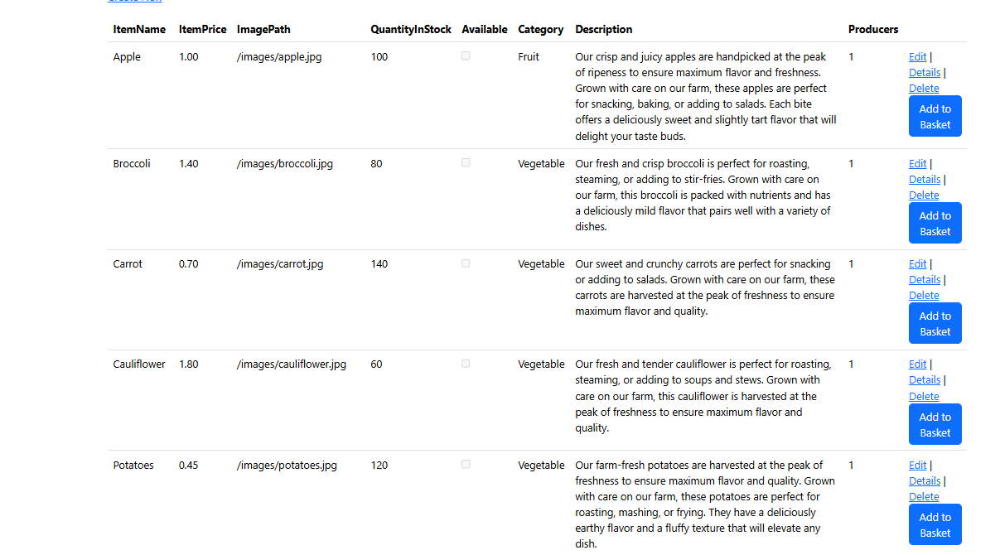 Create New
ItemName ItemPrice ImagePath QuantityInStock Available Category Description Producers
Apple 1.00 /images/apple.jpg 100 Fruit Our crisp and juicy apples are handpicked at the peak 1 Edit |
of ripeness to ensure maximum flavor and freshness. Details |
Grown with care on our farm, these apples are perfect Delete
for snacking, baking, or adding to salads. Each bite Add to
offers a deliciously sweet and slightly tart flavor that will Basket
delight your taste buds.
Broccoli 1.40 /images/broccoli.jpg 80 Vegetable Our fresh and crisp broccoli is perfect for roasting, 1 Edit |
steaming, or adding to stir-fries. Grown with care on Details |
our farm, this broccoli is packed with nutrients and has Delete
a deliciously mild flavor that pairs well with a variety of Add to
dishes. Basket
Carrot 0.70 /images/carrot.jpg 140 Vegetable Our sweet and crunchy carrots are perfect for snacking 1 Edit |
or adding to salads. Grown with care on our farm, these Details |
carrots are harvested at the peak of freshness to ensure Delete
maximum flavor and quality. Add to
Basket
Cauliflower 1.80 /images/cauliflower.jpg 60 Vegetable Our fresh and tender cauliflower is perfect for roasting, 1 Edit |
steaming, or adding to soups and stews. Grown with Details |
care on our farm, this cauliflower is harvested at the Delete
peak of freshness to ensure maximum flavor and Add to
quality. Basket
Potatoes 0.45 /images/potatoes.jpg 120 Vegetable Our farm-fresh potatoes are harvested at the peak of 1 Edit |
freshness to ensure maximum flavor and quality. Grown Details |
with care on our farm, these potatoes are perfect for Delete
roasting, mashing, or frying. They have a deliciously Add to
earthy flavor and a fluffy texture that will elevate any Basket
dish.